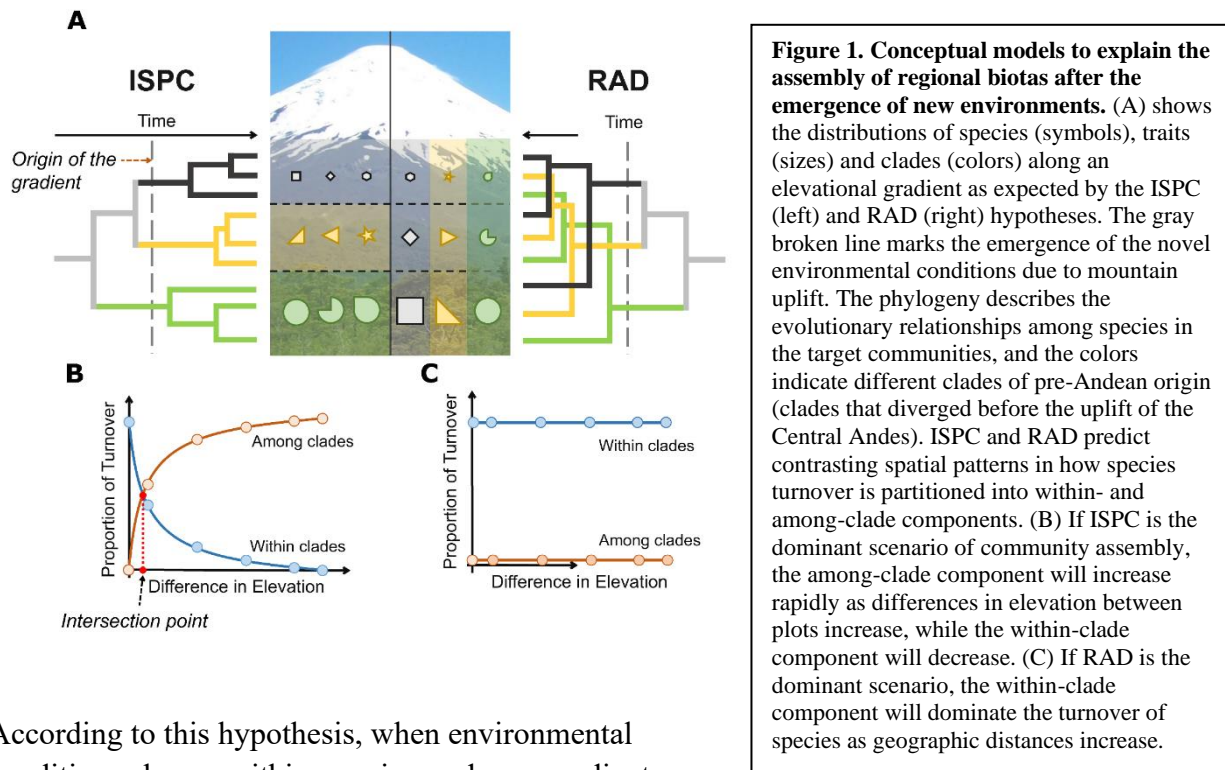 A
ISPC
RAD
Time
Time
Origin of the
gradient
B
C
Proportion of Turnover
Among clades
Within clades
Difference in Elevation
Intersection point
Proportion of Turnover
Within clades
Among clades
Difference in Elevation
Figure 1. Conceptual models to explain the
assembly of regional biotas after the
emergence of new environments. (A) shows
the distributions of species (symbols), traits
(sizes) and clades (colors) along an
elevational gradient as expected by the ISPC
(left) and RAD (right) hypotheses. The gray
broken line marks the emergence of the novel
environmental conditions due to mountain
uplift. The phylogeny describes the
evolutionary relationships among species in
the target communities, and the colors
indicate different clades of pre-Andean origin
(clades that diverged before the uplift of the
Central Andes). ISPC and RAD predict
contrasting spatial patterns in how species
turnover is partitioned into within- and
among-clade components. (B) If ISPC is the
dominant scenario of community assembly,
the among-clade component will increase
rapidly as differences in elevation between
plots increase, while the within-clade
component will decrease. (C) If RAD is the
dominant scenario, the within-clade
component will dominate the turnover of
species as geographic distances increase.
According to this hypothesis, when environmental